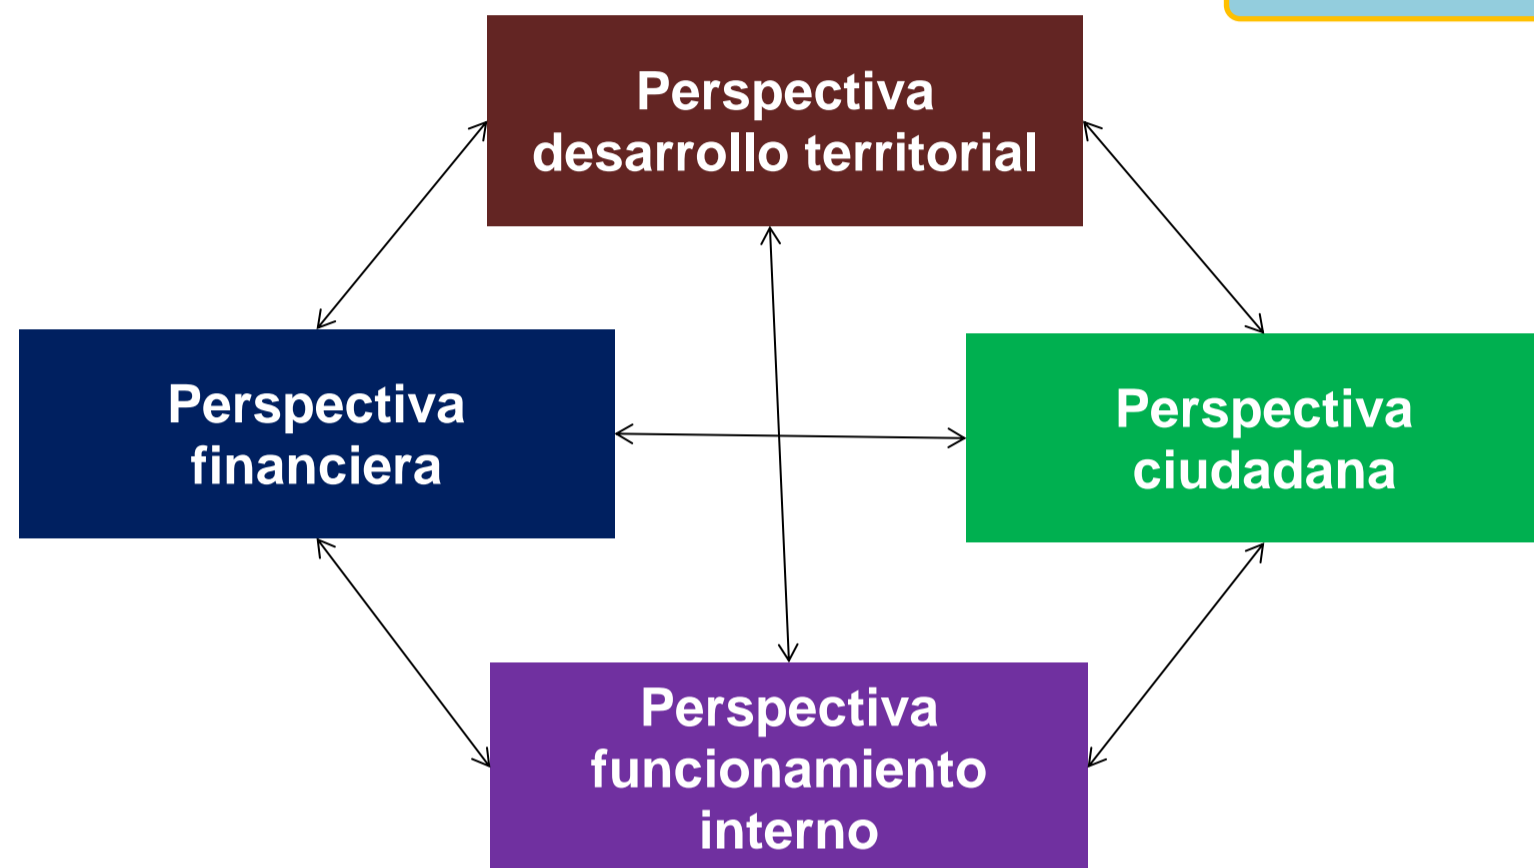 Perspectiva
desarrollo territorial
Perspectiva
financiera
Perspectiva
ciudadana
Perspectiva
funcionamiento
interno